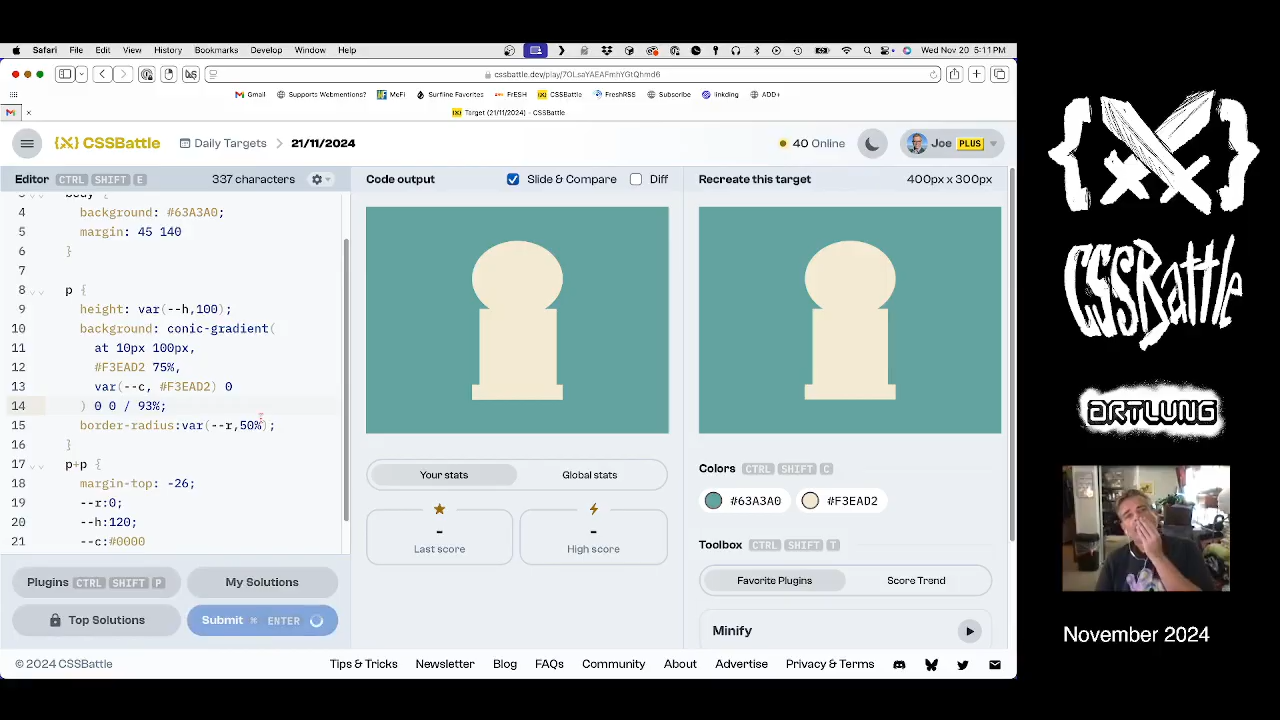 Safari File Edit View History Bookmarks Develop Window Help
Wed Nov 20 5:11 PM
cssbattle.dev/play/7OLsaYAEAFmhYGtQhmd6
Gmail Supports Webmentions? MeFi Surfline Favorites FrESH CSSBattle FreshRSS Subscribe linkding ADD+
Target (21/11/2024) - CSSBattle
{X} CSSBattle Daily Targets > 21/11/2024
40 Online
Joe PLUS
Editor CTRL SHIFT E 337 characters
Code output Slide & Compare Diff
Recreate this target 400px x 300px
4 background: #63A3A0;
5 margin: 45 140
6 }
7
8 p {
9 height: var(--h,100);
10 background: conic-gradient(
11 at 10px 100px,
12 #F3EAD2 75%,
13 var(--c, #F3EAD2) 0
14 ) 0 0 / 93%;
15 border-radius:var(--r,50%);
16 }
17 p+p {
18 margin-top: -26;
19 --r:0;
20 --h:120;
21 --c:#0000
Your stats Global stats
- Last score
- High score
Colors CTRL SHIFT C
#63A3A0 #F3EAD2
Toolbox CTRL SHIFT T
Favorite Plugins Score Trend
Minify
Plugins CTRL SHIFT P My Solutions
Top Solutions Submit ⌘ ENTER
© 2024 CSSBattle
Tips & Tricks Newsletter Blog FAQs Community About Advertise Privacy & Terms
CSSBattle
ARTLUNG
November 2024